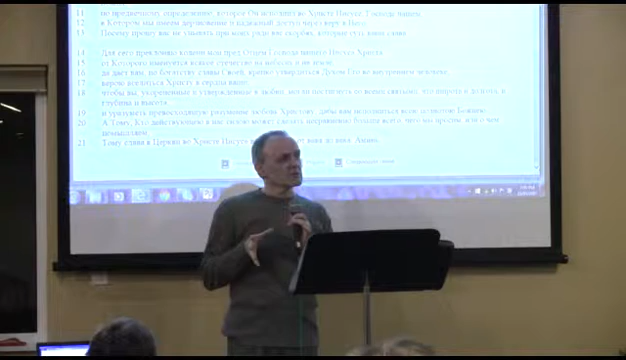 11 по предвечному определению, которое Он исполнил во Христе Иисусе, Господе нашем,
12 в Котором мы имеем дерзновение и надежный доступ через веру в Него.
13 Посему прошу вас не унывать при моих ради вас скорбях, которые суть ваша слава.
14 Для сего преклоняю колени мои пред Отцем Господа нашего Иисуса Христа,
15 от Которого именуется всякое отечество на небесах и на земле,
16 да даст вам, по богатству славы Своей, крепко утвердиться Духом Его во внутреннем человеке,
17 верою вселиться Христу в сердца ваши,
18 чтобы вы, укорененные и утвержденные в любви, могли постигнуть со всеми святыми, что широта и долгота, и
глубина и высота,
19 и уразуметь превосходящую разумение любовь Христову, дабы вам исполниться всею полнотою Божиею.
20 А Тому, Кто действующею в нас силою может сделать несравненно больше всего, чего мы просим, или о чем
помышляем,
21 Тому слава в Церкви во Христе Иисусе от века до века. Аминь.